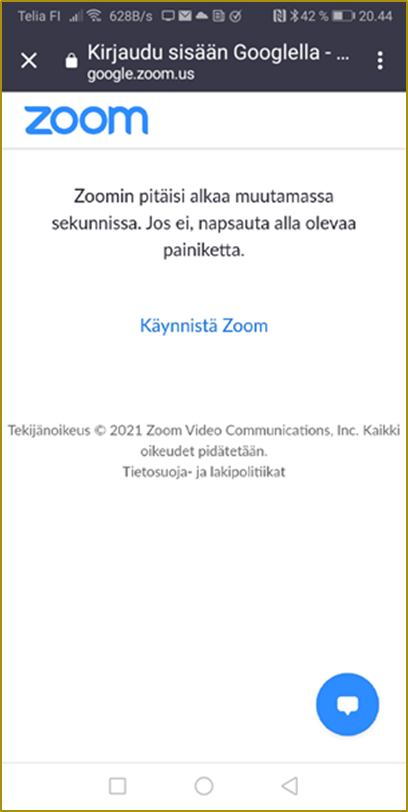 Telia FI 628B/s 42 % 20.44
Kirjaudu sisään Googlella - ...
google.zoom.us
zoom
Zoomin pitäisi alkaa muutamassa
sekunnissa. Jos ei, napsauta alla olevaa
painiketta.
Käynnistä Zoom
Tekijänoikeus © 2021 Zoom Video Communications, Inc. Kaikki
oikeudet pidätetään.
Tietosuoja- ja lakipolitiikat